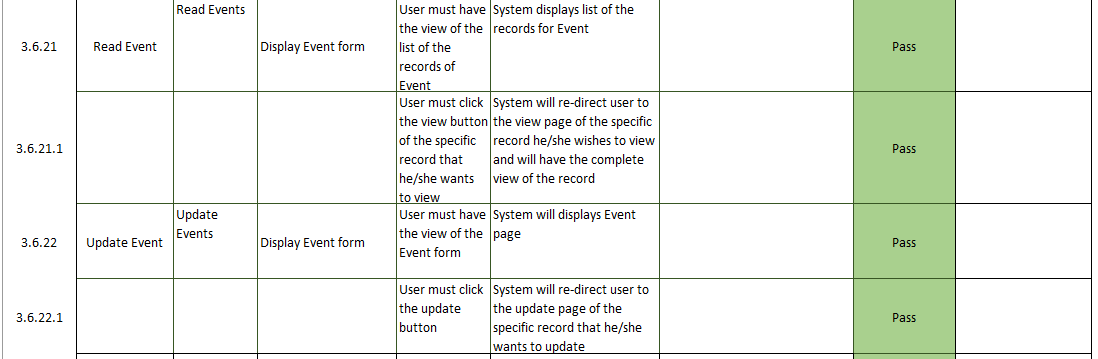 3.6.21
Read Event
Read Events
Display Event form
User must have
the view of the
list of the
records of
Event
System displays list of the
records for Event
Pass
3.6.21.1
User must click
the view button
of the specific
record that
he/she wants
to view
System will re-direct user to
the view page of the specific
record he/she wishes to view
and will have the complete
view of the record
Pass
3.6.22
Update Event
Update
Events
Display Event form
User must have
the view of the
Event form
System will displays Event
page
Pass
3.6.22.1
User must click
the update
button
System will re-direct user to
the update page of the
specific record that he/she
wants to update
Pass